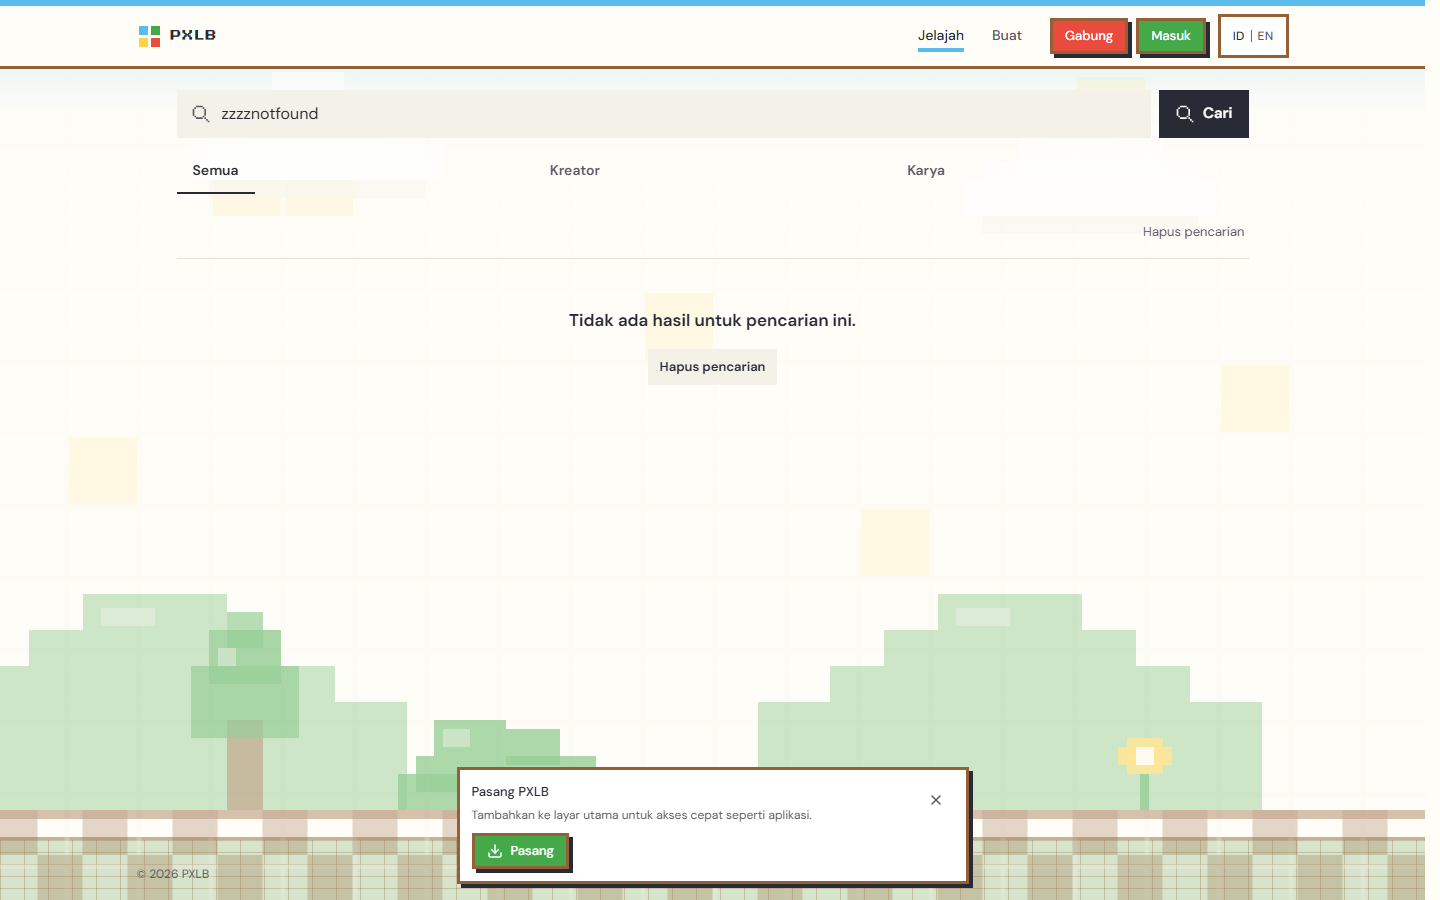 PXLB
Jelajah
Buat
Gabung
Masuk
ID | EN
zzzznotfound
Cari
Semua
Kreator
Karya
Hapus pencarian
Tidak ada hasil untuk pencarian ini.
Hapus pencarian
Pasang PXLB
Tambahkan ke layar utama untuk akses cepat seperti aplikasi.
Pasang
© 2026 PXLB